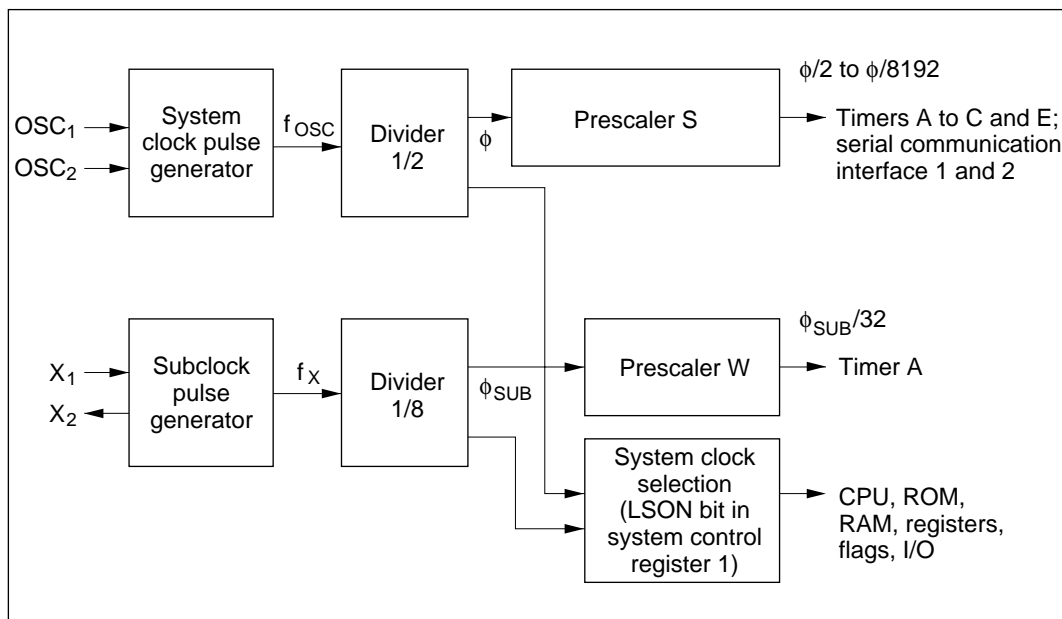 OSC1
OSC2
System
clock pulse
generator
fOSC
Divider
1/2
ϕ
Prescaler S
ϕ/2 to ϕ/8192
Timers A to C and E;
serial communication
interface 1 and 2
X1
X2
Subclock
pulse
generator
fX
Divider
1/8
ϕSUB
Prescaler W
ϕSUB/32
Timer A
System clock
selection
(LSON bit in
system control
register 1)
CPU, ROM,
RAM, registers,
flags, I/O